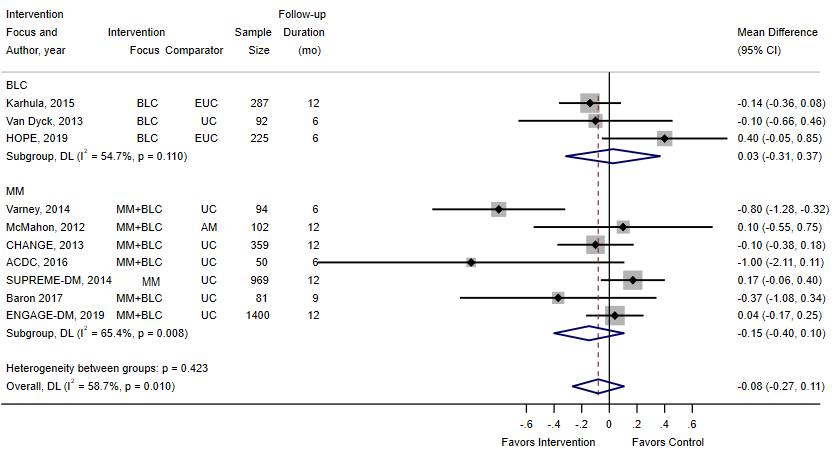 Intervention Follow-up
Focus and Intervention Sample Duration Mean Difference
Author, year Focus Comparator Size (mo) (95% CI)
BLC
Karhula, 2015 BLC EUC 287 12 -0.14 (-0.36, 0.08)
Van Dyck, 2013 BLC UC 92 6 -0.10 (-0.66, 0.46)
HOPE, 2019 BLC EUC 225 6 0.40 (-0.05, 0.85)
Subgroup, DL (I² = 54.7%, p = 0.110) 0.03 (-0.31, 0.37)
MM
Varney, 2014 MM+BLC UC 94 6 -0.80 (-1.28, -0.32)
McMahon, 2012 MM+BLC AM 102 12 0.10 (-0.55, 0.75)
CHANGE, 2013 MM+BLC UC 359 12 -0.10 (-0.38, 0.18)
ACDC, 2016 MM+BLC UC 50 6 -1.00 (-2.11, 0.11)
SUPREME-DM, 2014 MM UC 969 12 0.17 (-0.06, 0.40)
Baron 2017 MM+BLC UC 81 9 -0.37 (-1.08, 0.34)
ENGAGE-DM, 2019 MM+BLC UC 1400 12 0.04 (-0.17, 0.25)
Subgroup, DL (I² = 65.4%, p = 0.008) -0.15 (-0.40, 0.10)
Heterogeneity between groups: p = 0.423
Overall, DL (I² = 58.7%, p = 0.010) -0.08 (-0.27, 0.11)
-.6 -.4 -.2 0 .2 .4 .6
Favors Intervention Favors Control